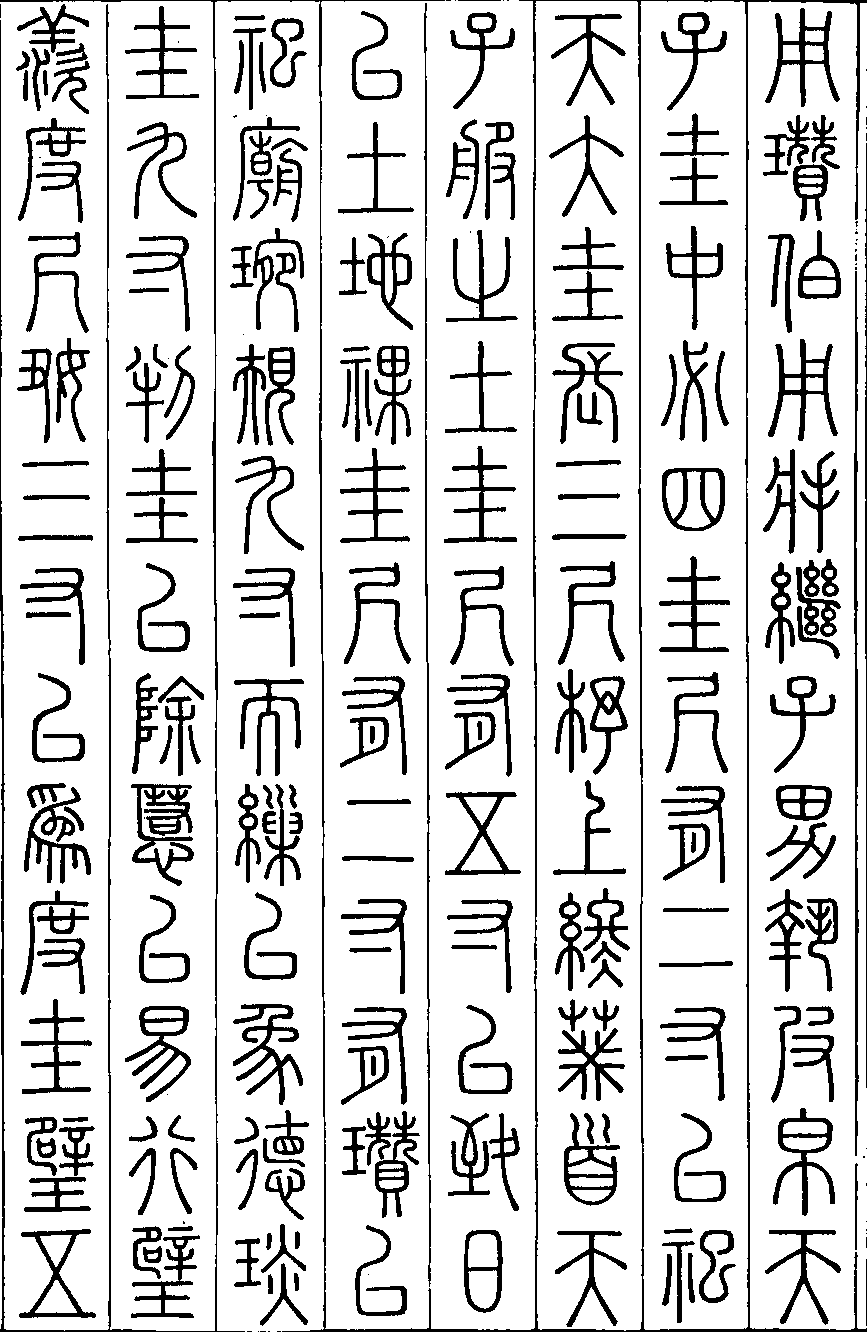 用瓚伯用將繼子男執皮帛天
子圭中必四圭尺有二寸以祀
天大圭長三尺杼上終葵首天
子服之土圭尺有五寸以致日
以土地祼圭尺有二寸有瓚以
祀廟琬規九寸而繅以象德琰
圭九寸判圭以除慝以易行璧
羨度尺好三寸以為度圭璧五